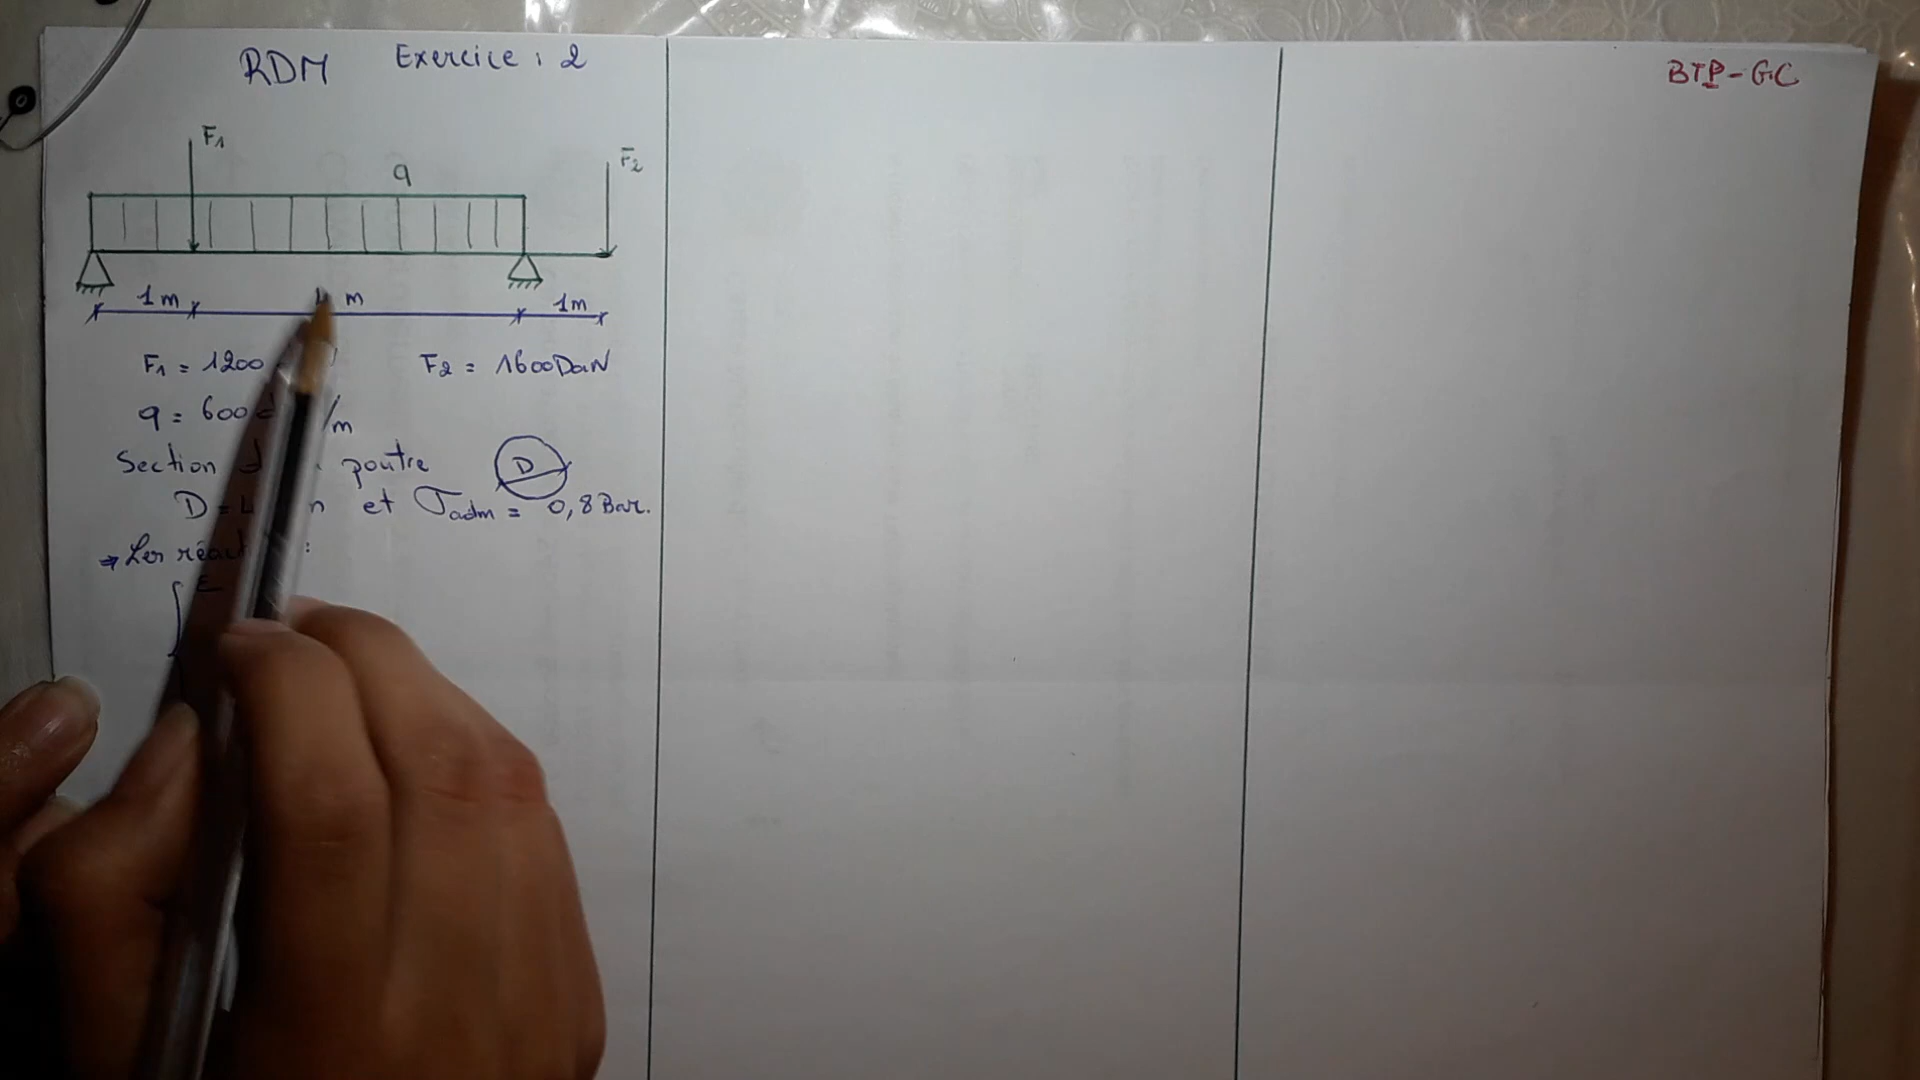 RDM Exercice : 2
BTP-GC
F1
F2
q
1m m 1m
F1 = 1200
F2 = 1600DaN
q = 600 /m
Section poutre
D
D = et σadm = 0,8 Bar.
⇒ Les :